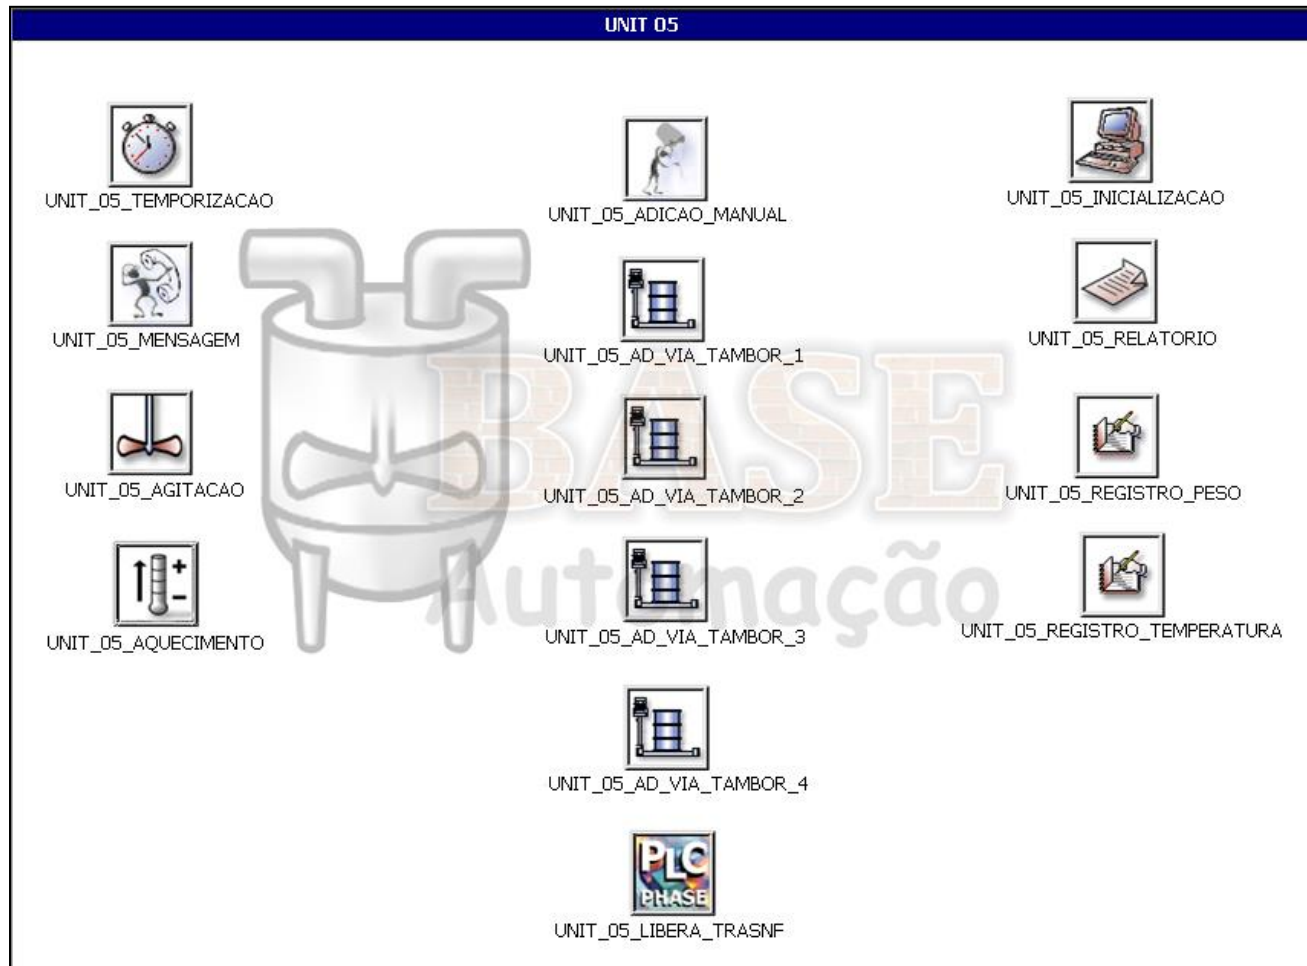 UNIT 05
UNIT_05_TEMPORIZACAO
UNIT_05_MENSAGEM
UNIT_05_AGITACAO
UNIT_05_AQUECIMENTO
UNIT_05_ADICAO_MANUAL
UNIT_05_AD_VIA_TAMBOR_1
UNIT_05_AD_VIA_TAMBOR_2
UNIT_05_AD_VIA_TAMBOR_3
UNIT_05_AD_VIA_TAMBOR_4
PLC
PHASE
UNIT_05_LIBERA_TRASNF
UNIT_05_INICIALIZACAO
UNIT_05_RELATORIO
UNIT_05_REGISTRO_PESO
UNIT_05_REGISTRO_TEMPERATURA
BASE
Automação